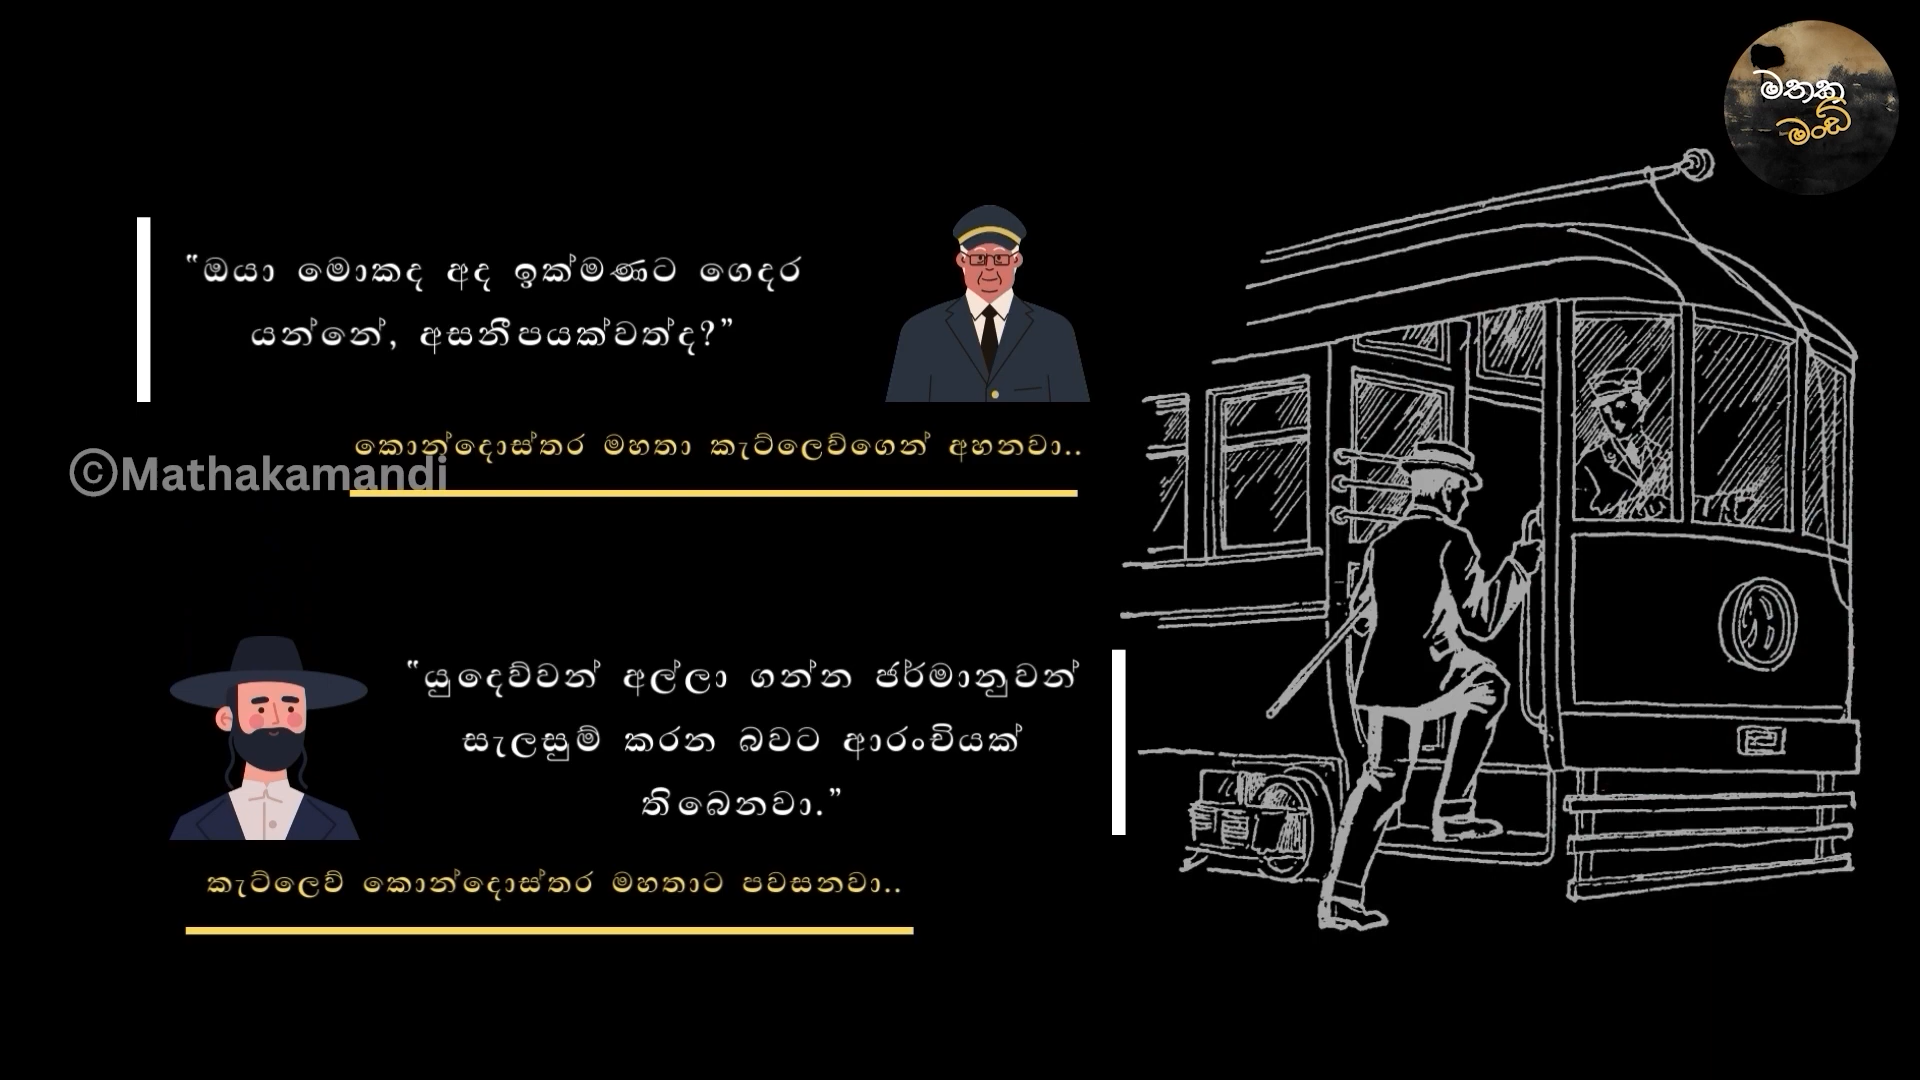 මතක
මංඩි
“ඔයා මොකද අද ඉක්මණට ගෙදර
යන්නේ, අසනීපයක්වත්ද?”
කොන්දොස්තර මහතා කැට්ලෙව්ගෙන් අහනවා..
©Mathakamandi
“යුදෙව්වන් අල්ලා ගන්න ජර්මානුවන්
සැලසුම් කරන බවට ආරංචියක්
තිබෙනවා.”
කැට්ලෙව් කොන්දොස්තර මහතාට පවසනවා..